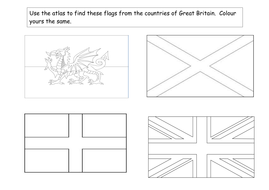 Use the atlas to find these flags from the countries of Great Britain.  Colour
yours the same.